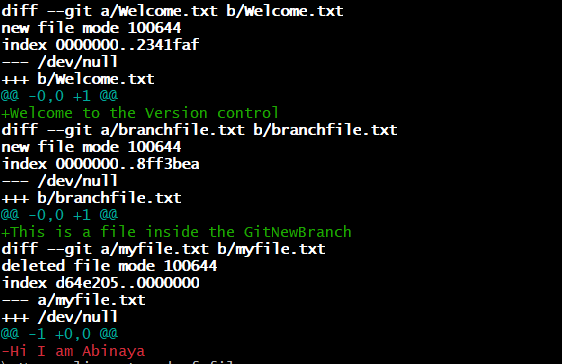 diff --git a/Welcome.txt b/Welcome.txt
new file mode 100644
index 0000000..2341faf
--- /dev/null
+++ b/Welcome.txt
@@ -0,0 +1 @@
+Welcome to the Version control
diff --git a/branchfile.txt b/branchfile.txt
new file mode 100644
index 0000000..8ff3bea
--- /dev/null
+++ b/branchfile.txt
@@ -0,0 +1 @@
+This is a file inside the GitNewBranch
diff --git a/myfile.txt b/myfile.txt
deleted file mode 100644
index d64e205..0000000
--- a/myfile.txt
+++ /dev/null
@@ -1 +0,0 @@
-Hi I am Abinaya